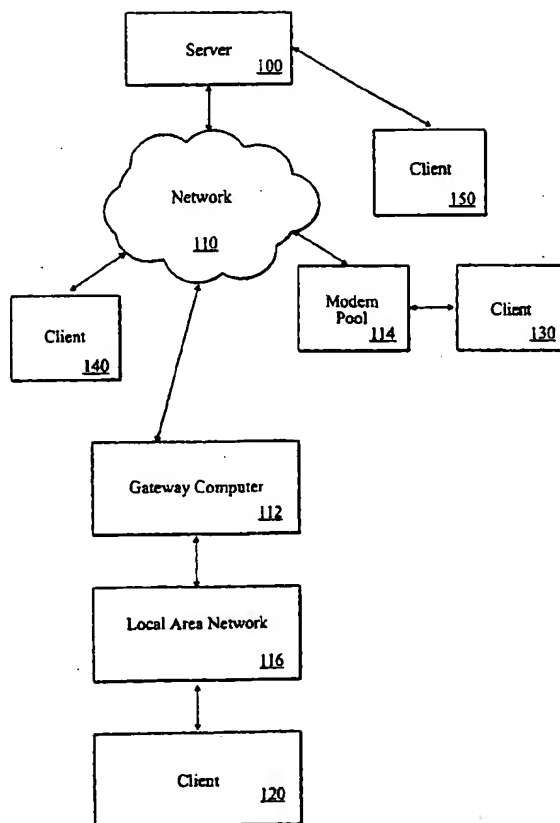 Server
100
Client
150
Network
110
Modem
Pool
114
Client
130
Client
140
Gateway Computer
112
Local Area Network
116
Client
120